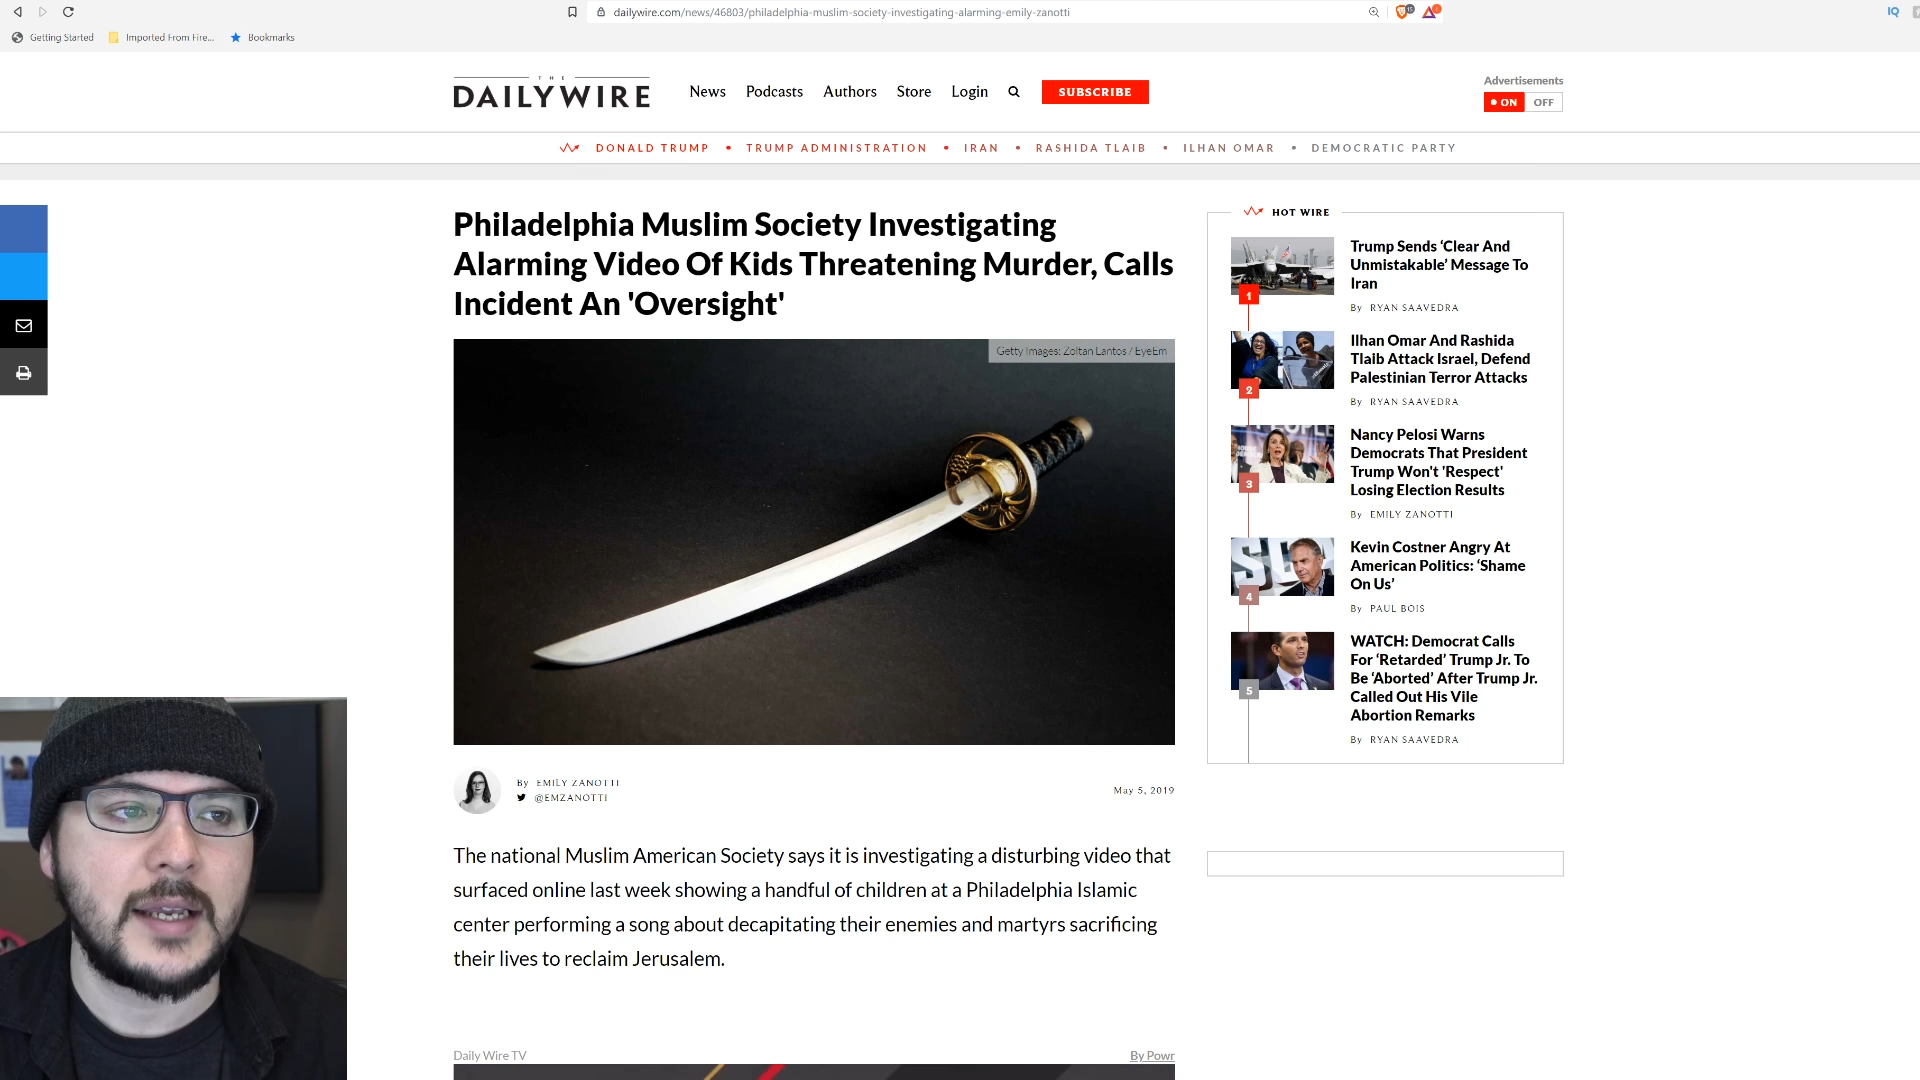 dailywire.com/news/46803/philadelphia-muslim-society-investigating-alarming-emily-zanotti
IQ
Getting Started
Imported From Fire...
Bookmarks
THE
DAILYWIRE
News
Podcasts
Authors
Store
Login
SUBSCRIBE
Advertisements
ON
OFF
DONALD TRUMP • TRUMP ADMINISTRATION • IRAN • RASHIDA TLAIB • ILHAN OMAR • DEMOCRATIC PARTY
Philadelphia Muslim Society Investigating
Alarming Video Of Kids Threatening Murder, Calls
Incident An 'Oversight'
Getty Images: Zoltan Lantos / EyeEm
By EMILY ZANOTTI
@EMZANOTTI
May 5, 2019
The national Muslim American Society says it is investigating a disturbing video that
surfaced online last week showing a handful of children at a Philadelphia Islamic
center performing a song about decapitating their enemies and martyrs sacrificing
their lives to reclaim Jerusalem.
Daily Wire TV
By Powr
HOT WIRE
1
Trump Sends ‘Clear And
Unmistakable’ Message To
Iran
By RYAN SAAVEDRA
2
Ilhan Omar And Rashida
Tlaib Attack Israel, Defend
Palestinian Terror Attacks
By RYAN SAAVEDRA
3
Nancy Pelosi Warns
Democrats That President
Trump Won't 'Respect'
Losing Election Results
By EMILY ZANOTTI
4
Kevin Costner Angry At
American Politics: ‘Shame
On Us’
By PAUL BOIS
5
WATCH: Democrat Calls
For ‘Retarded’ Trump Jr. To
Be ‘Aborted’ After Trump Jr.
Called Out His Vile
Abortion Remarks
By RYAN SAAVEDRA